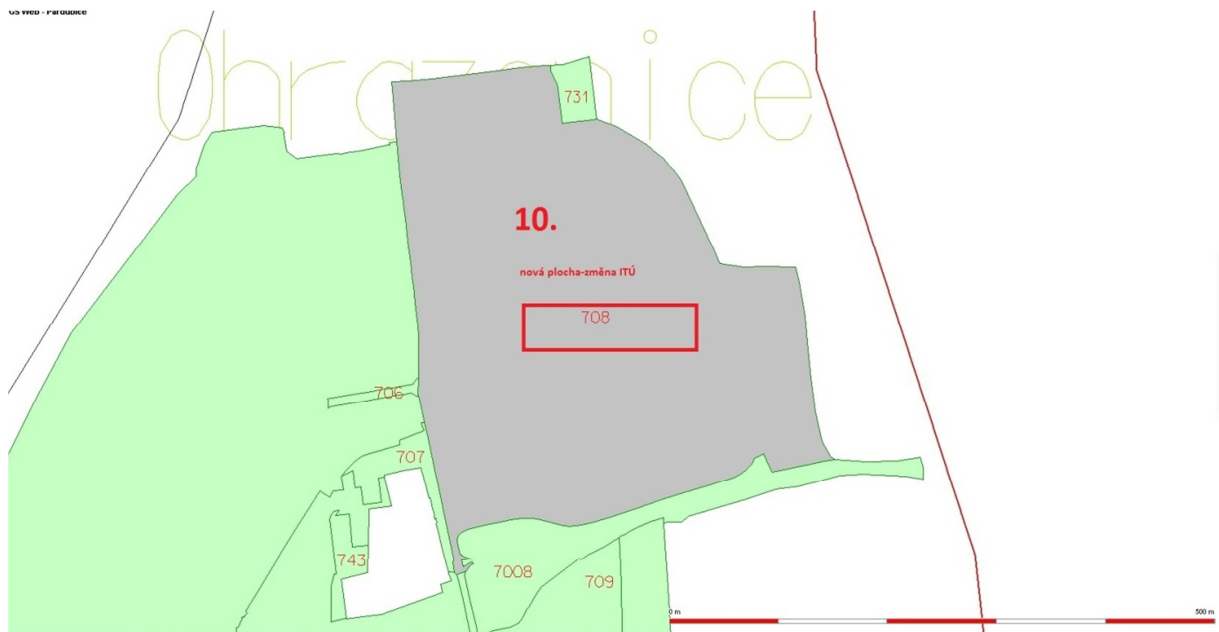 GS Web - Pardubice
Ohrazenice
731
10.
nová plocha-změna ITÚ
708
706
707
743
7008
709
0 m
500 m